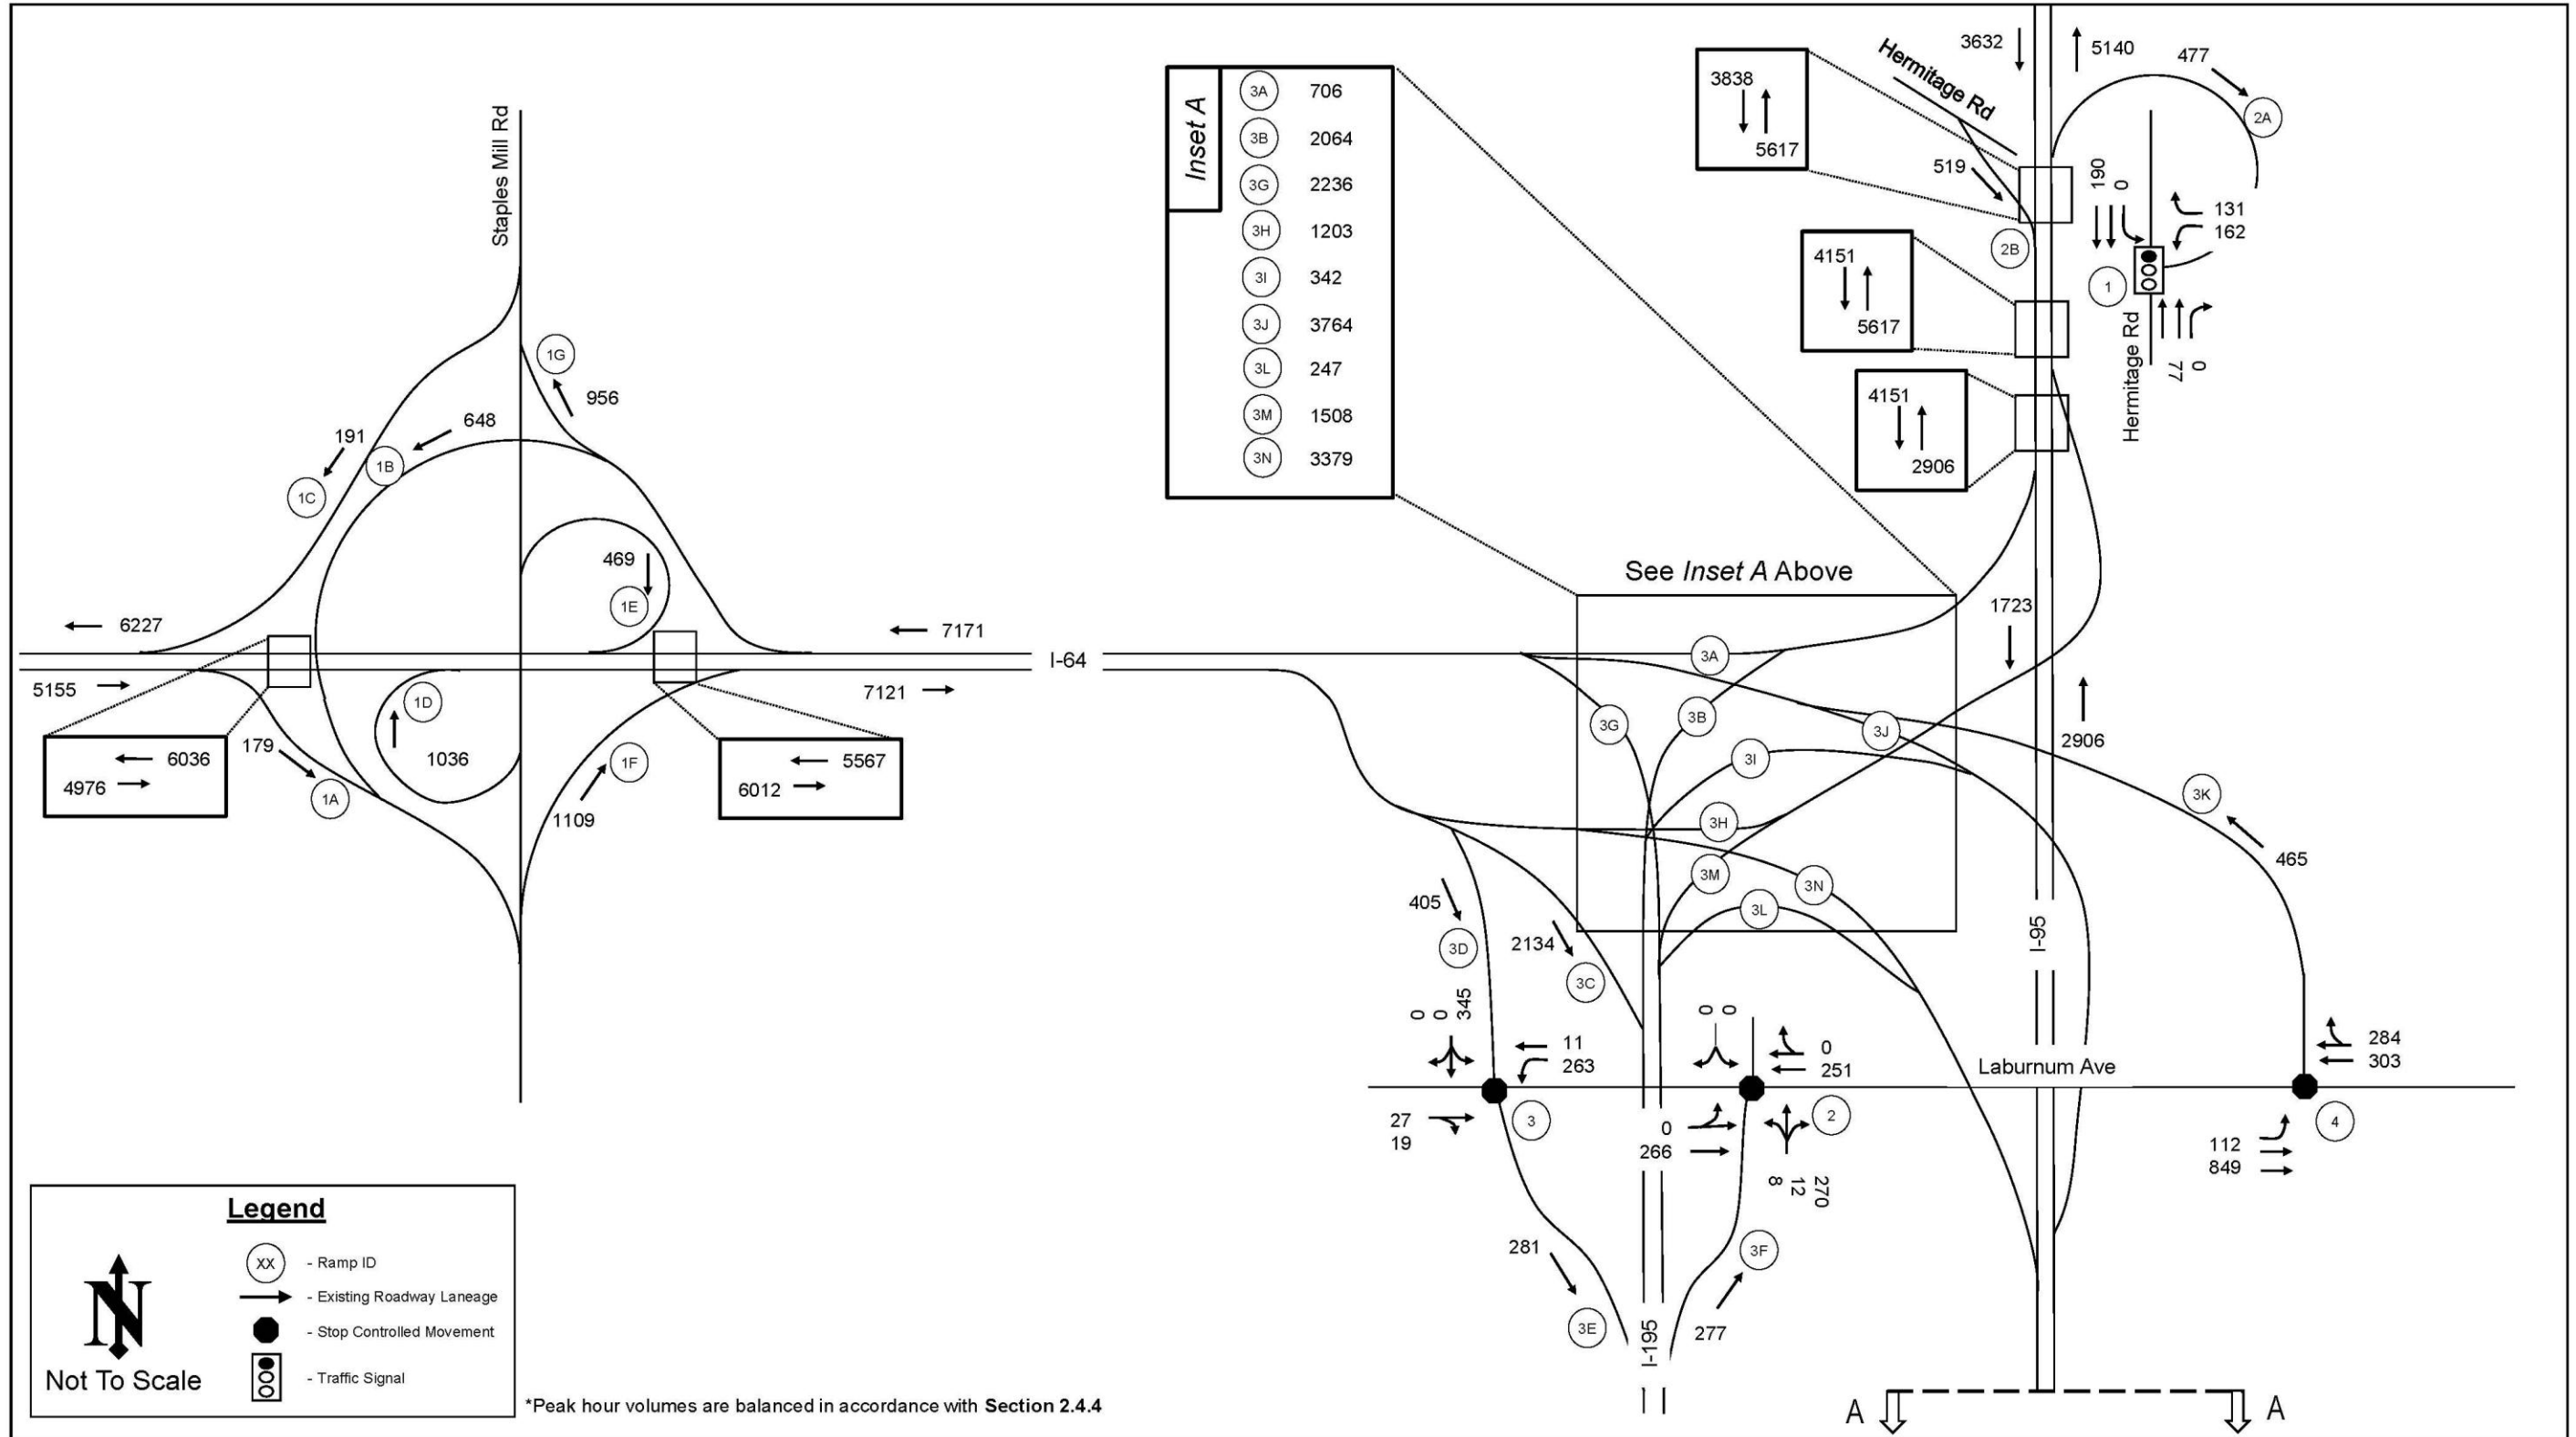 Staples Mill Rd
1G
956
648
191
1B
1C
469
1E
6227
7171
I-64
5155
7121
1D
179
1036
1A
1F
1109
6036
4976
5567
6012
Inset A
3A 706
3B 2064
3G 2236
3H 1203
3I 342
3J 3764
3L 247
3M 1508
3N 3379
See Inset A Above
Hermitage Rd
3632
5140
477
2A
3838
5617
519
2B
4151
5617
4151
2906
190
0
131
162
1
Hermitage Rd
77
0
1723
2906
3A
3B
3G
3J
3I
3H
3M
3N
3L
3K
465
I-95
405
3D
2134
3C
0
0
345
11
263
27
19
3
0
0
0
251
0
266
2
8
12
270
Laburnum Ave
284
303
112
849
4
281
3E
I-195
277
3F
A
A
Legend
XX - Ramp ID
- Existing Roadway Laneage
- Stop Controlled Movement
- Traffic Signal
N
Not To Scale
*Peak hour volumes are balanced in accordance with Section 2.4.4